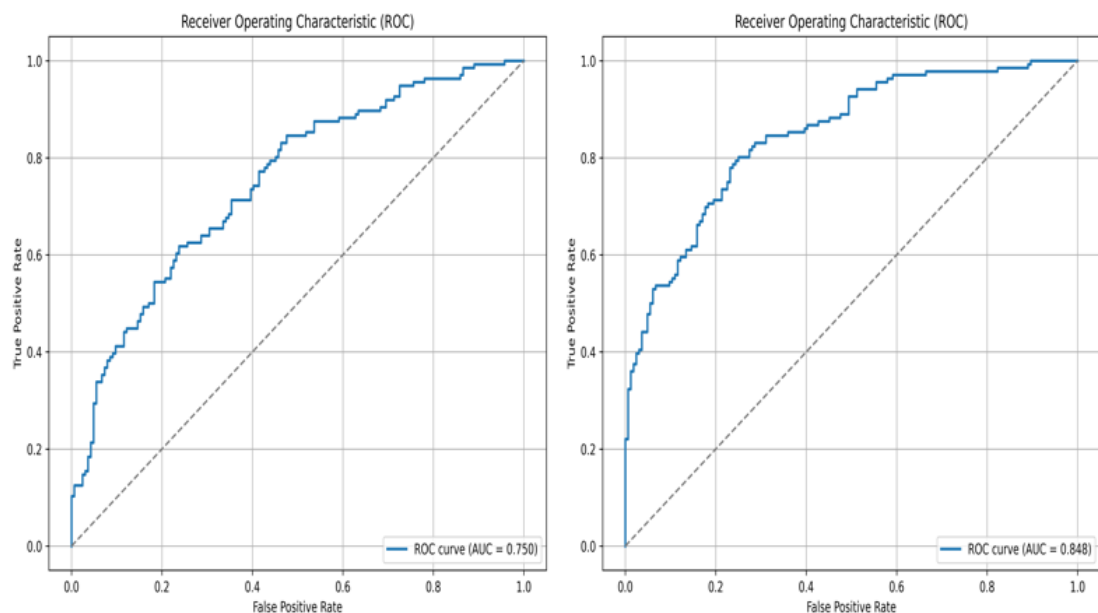 Receiver Operating Characteristic (ROC)
1.0
0.8
0.6
0.4
0.2
0.0
True Positive Rate
ROC curve (AUC = 0.750)
0.0 0.2 0.4 0.6 0.8 1.0
False Positive Rate
Receiver Operating Characteristic (ROC)
1.0
0.8
0.6
0.4
0.2
0.0
True Positive Rate
ROC curve (AUC = 0.848)
0.0 0.2 0.4 0.6 0.8 1.0
False Positive Rate